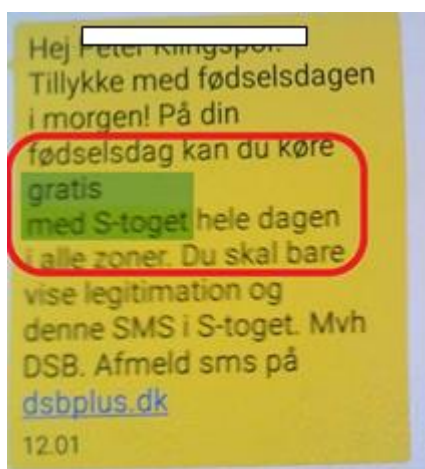 Hej
Tillykke med fødselsdagen
i morgen! På din
fødselsdag kan du køre
gratis
med S-toget hele dagen
i alle zoner. Du skal bare
vise legitimation og
denne SMS i S-toget. Mvh
DSB. Afmeld sms på
dsbplus.dk
12.01